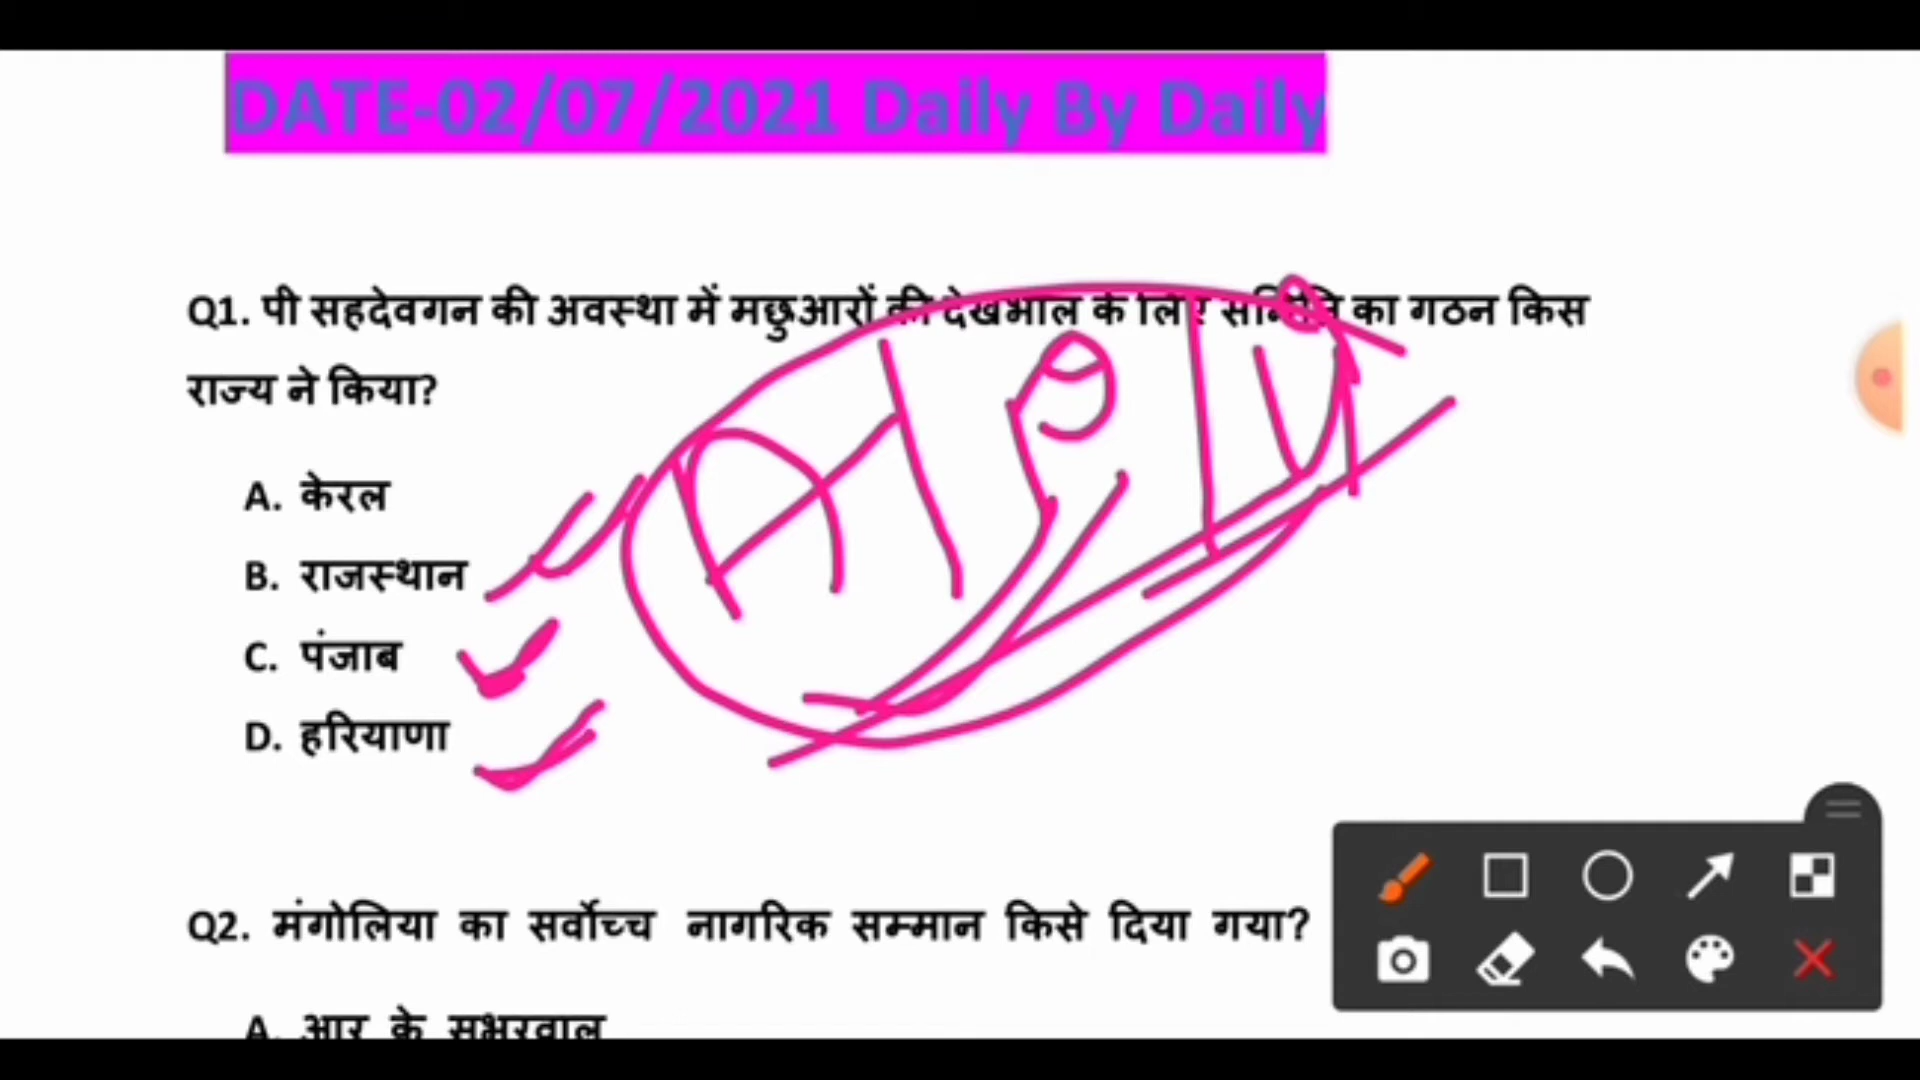 DATE-02/07/2021 Daily By Daily
Q1. पी सहदेवगन की अवस्था में मछुआरों की देखभाल के लिए समिति का गठन किस
राज्य ने किया?
A. केरल
B. राजस्थान
C. पंजाब
D. हरियाणा
Q2. मंगोलिया का सर्वोच्च नागरिक सम्मान किसे दिया गया?
A. आर के सभरवाल